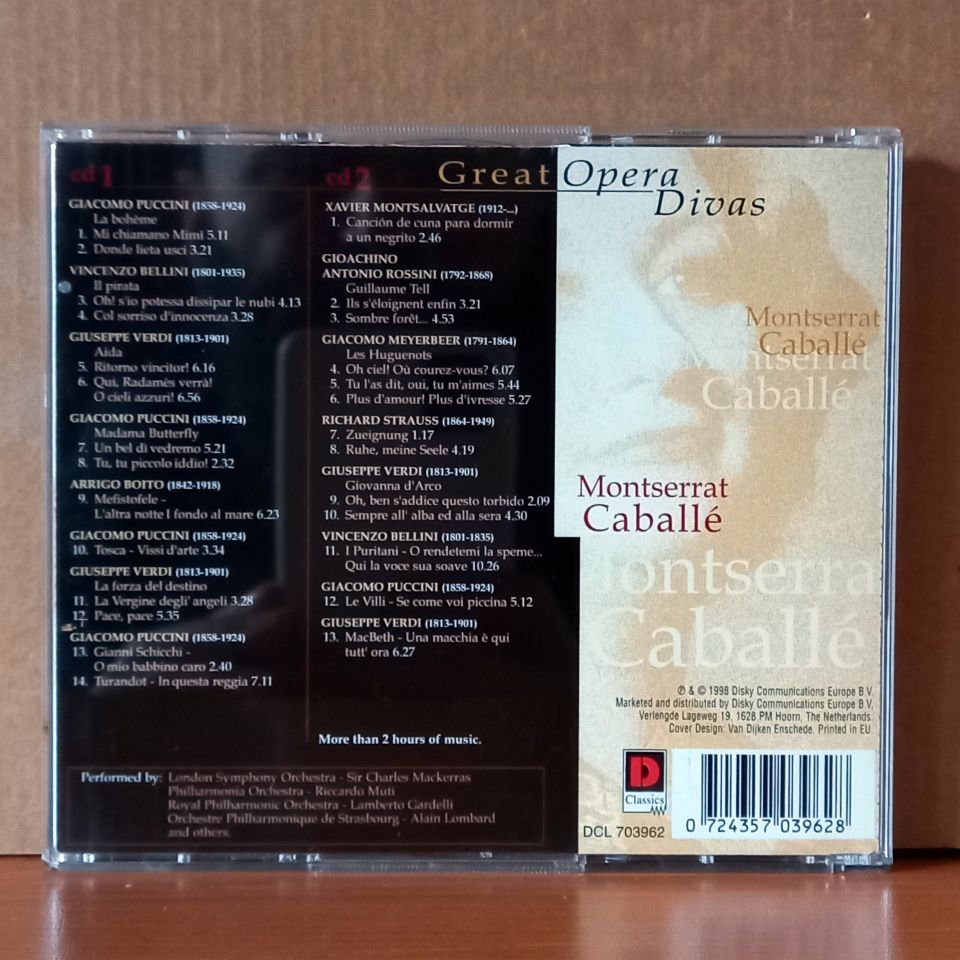 Great Opera
Divas
cd 1
GIACOMO PUCCINI (1858-1924)
La bohème
1. Mi chiamano Mimì 5.11
2. Donde lieta usci 3.21
VINCENZO BELLINI (1801-1935)
Il pirata
3. Oh! s'io potessa dissipar le nubi 4.13
4. Col sorriso d'innocenza 3.28
GIUSEPPE VERDI (1813-1901)
Aida
5. Ritorno vincitor! 6.16
6. Qui, Radamès verrà!
O cieli azzuri! 6.56
GIACOMO PUCCINI (1858-1924)
Madama Butterfly
7. Un bel di vedremo 5.21
8. Tu, tu piccolo iddio! 2.32
ARRIGO BOITO (1842-1918)
9. Mefistofele -
L'altra notte I fondo al mare 6.23
GIACOMO PUCCINI (1858-1924)
10. Tosca - Vissi d'arte 3.34
GIUSEPPE VERDI (1813-1901)
La forza del destino
11. La Vergine degli' angeli 3.28
12. Pace, pace 5.35
GIACOMO PUCCINI (1858-1924)
13. Gianni Schicchi -
O mio babbino caro 2.40
14. Turandot - In questa reggia 7.11
cd 2
XAVIER MONTSALVATGE (1912-...)
1. Canción de cuna para dormir
a un negrito 2.46
GIOACHINO
ANTONIO ROSSINI (1792-1868)
Guillaume Tell
2. Ils s'éloignent enfin 3.21
3. Sombre forêt... 4.53
GIACOMO MEYERBEER (1791-1864)
Les Huguenots
4. Oh ciel! Où courez-vous? 6.07
5. Tu l'as dit, oui, tu m'aimes 5.44
6. Plus d'amour! Plus d'ivresse 5.27
RICHARD STRAUSS (1864-1949)
7. Zueignung 1.17
8. Ruhe, meine Seele 4.19
GIUSEPPE VERDI (1813-1901)
Giovanna d'Arco
9. Oh, ben s'addice questo torbido 2.09
10. Sempre all' alba ed alla sera 4.30
VINCENZO BELLINI (1801-1835)
11. I Puritani - O rendetemi la speme...
Qui la voce sua soave 10.26
GIACOMO PUCCINI (1858-1924)
12. Le Villi - Se come voi piccina 5.12
GIUSEPPE VERDI (1813-1901)
13. MacBeth - Una macchia è qui
tutt' ora 6.27
More than 2 hours of music.
Performed by: London Symphony Orchestra - Sir Charles Mackerras
Philharmonia Orchestra - Riccardo Muti
Royal Philharmonic Orchestra - Lamberto Gardelli
Orchestre Philharmonique de Strasbourg - Alain Lombard
and others.
Montserrat
Caballé
ntserrat
Caballé
Montserrat
Caballé
Montserra
Caballé
℗ & © 1998 Disky Communications Europe B.V.
Marketed and distributed by Disky Communications Europe B.V.
Verlengde Lageweg 19, 1628 PM Hoorn, The Netherlands.
Cover Design: Van Dijken Enschede. Printed in EU.
D
Classics
DCL 703962
0 724357 039628